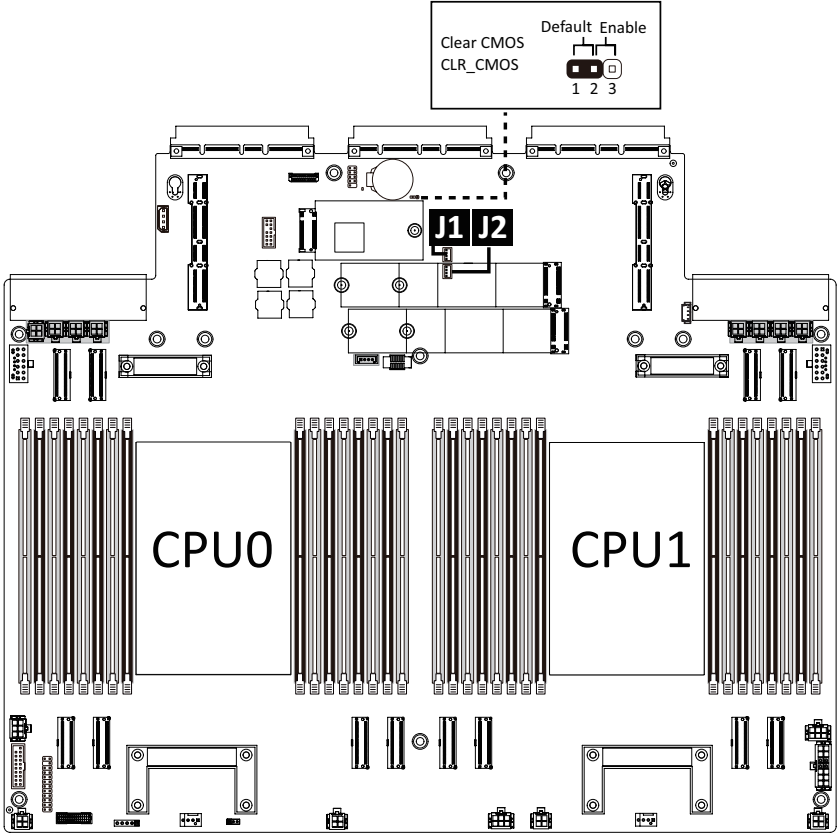 Default Enable
Clear CMOS
CLR_CMOS
1 2 3
J1 J2
CPU0 CPU1